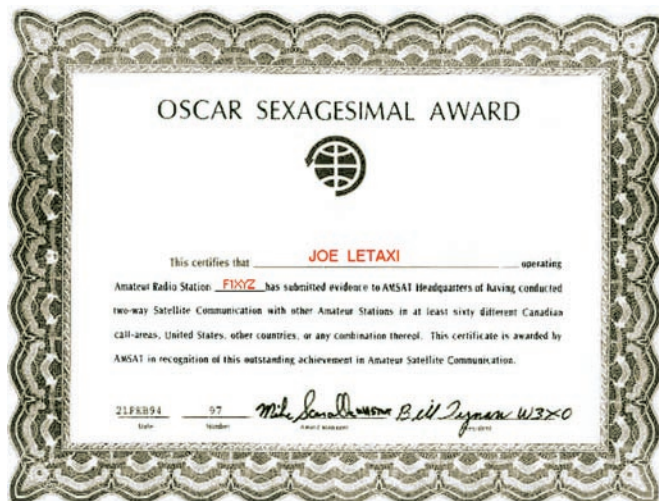 OSCAR SEXAGESIMAL AWARD
This certifies that JOE LETAXI operating
Amateur Radio Station F1XYZ has submitted evidence to AMSAT Headquarters of having conducted
two-way Satellite Communication with other Amateur Stations in at least sixty different Canadian
call-areas, United States, other countries, or any combination thereof. This certificate is awarded by
AMSAT in recognition of this outstanding achievement in Amateur Satellite Communication.
21FEB94 97 Mike Bill Tynan W3XO
Date Number